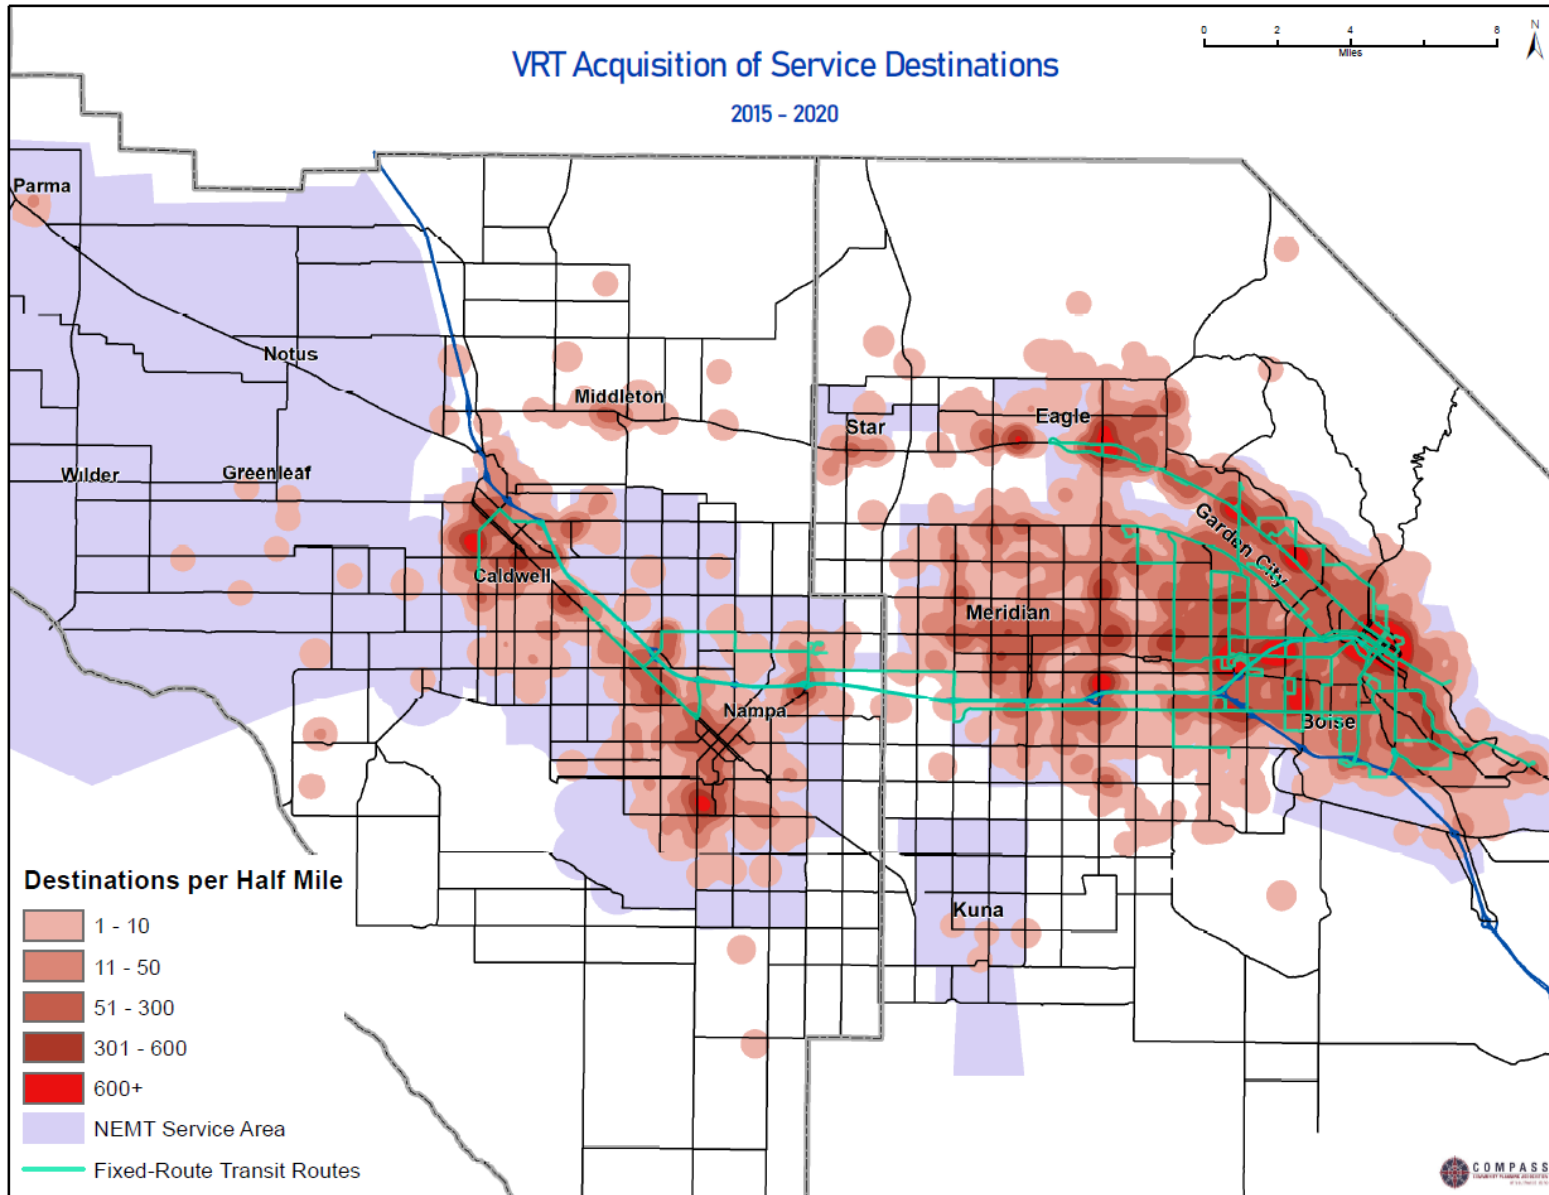 VRT Acquisition of Service Destinations
2015 - 2020
0 2 4 8
Miles
N
Parma
Notus
Middleton
Star
Eagle
Wilder
Greenleaf
Garden City
Caldwell
Meridian
Nampa
Boise
Kuna
Destinations per Half Mile
1 - 10
11 - 50
51 - 300
301 - 600
600+
NEMT Service Area
Fixed-Route Transit Routes
COMPASS